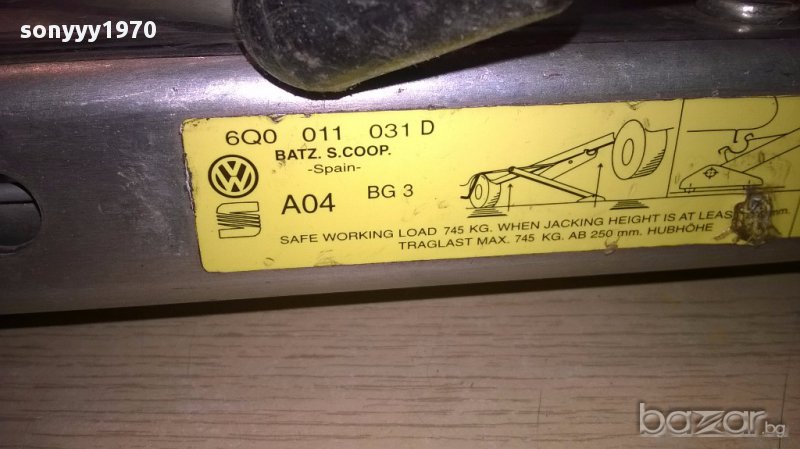 sonyyy1970
6Q0 011 031 D
BATZ. S.COOP.
-Spain-
A04 BG 3
SAFE WORKING LOAD 745 KG. WHEN JACKING HEIGHT IS AT
TRAGLAST MAX. 745 KG. AB 250 mm. HUBHÖHE
bazar.bg